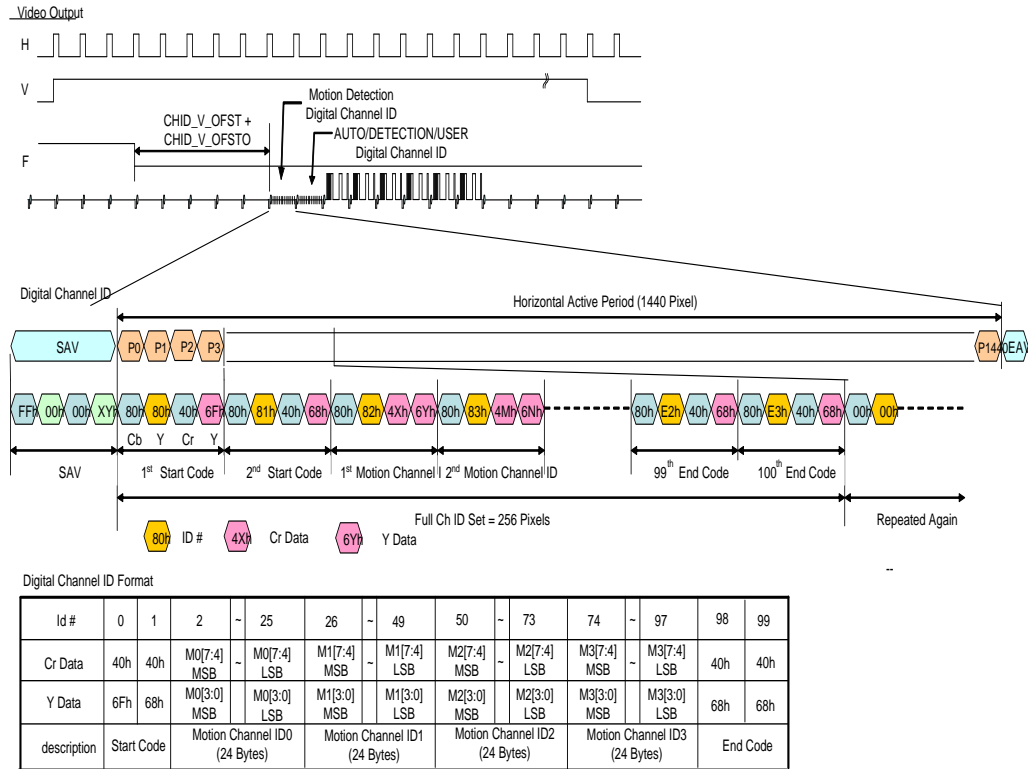 Video Output
H
V
Motion Detection
Digital Channel ID
CHID_V_OFST +
CHID_V_OFSTO
AUTO/DETECTION/USER
Digital Channel ID
F
Digital Channel ID
Horizontal Active Period (1440 Pixel)
SAV P0 P1 P2 P3 P1440 EAV
FFh 00h 00h XYh 80h 80h 40h 6Fh 80h 81h 40h 68h 80h 82h 4Xh 6Yh 80h 83h 4Mh 6Nh 80h E2h 40h 68h 80h E3h 40h 68h 00h 00h
Cb Y Cr Y
SAV 1st Start Code 2nd Start Code 1st Motion Channel I 2nd Motion Channel ID 99th End Code 100th End Code
Full Ch ID Set = 256 Pixels Repeated Again
80h ID # 4Xh Cr Data 6Yh Y Data
--
Digital Channel ID Format
Id # 0 1 2 ~ 25 26 ~ 49 50 ~ 73 74 ~ 97 98 99
Cr Data 40h 40h M0[7:4] MSB ~ M0[7:4] LSB M1[7:4] MSB ~ M1[7:4] LSB M2[7:4] MSB ~ M2[7:4] LSB M3[7:4] MSB ~ M3[7:4] LSB 40h 40h
Y Data 6Fh 68h M0[3:0] MSB M0[3:0] LSB M1[3:0] MSB M1[3:0] LSB M2[3:0] MSB M2[3:0] LSB M3[3:0] MSB M3[3:0] LSB 68h 68h
description Start Code Motion Channel ID0 (24 Bytes) Motion Channel ID1 (24 Bytes) Motion Channel ID2 (24 Bytes) Motion Channel ID3 (24 Bytes) End Code